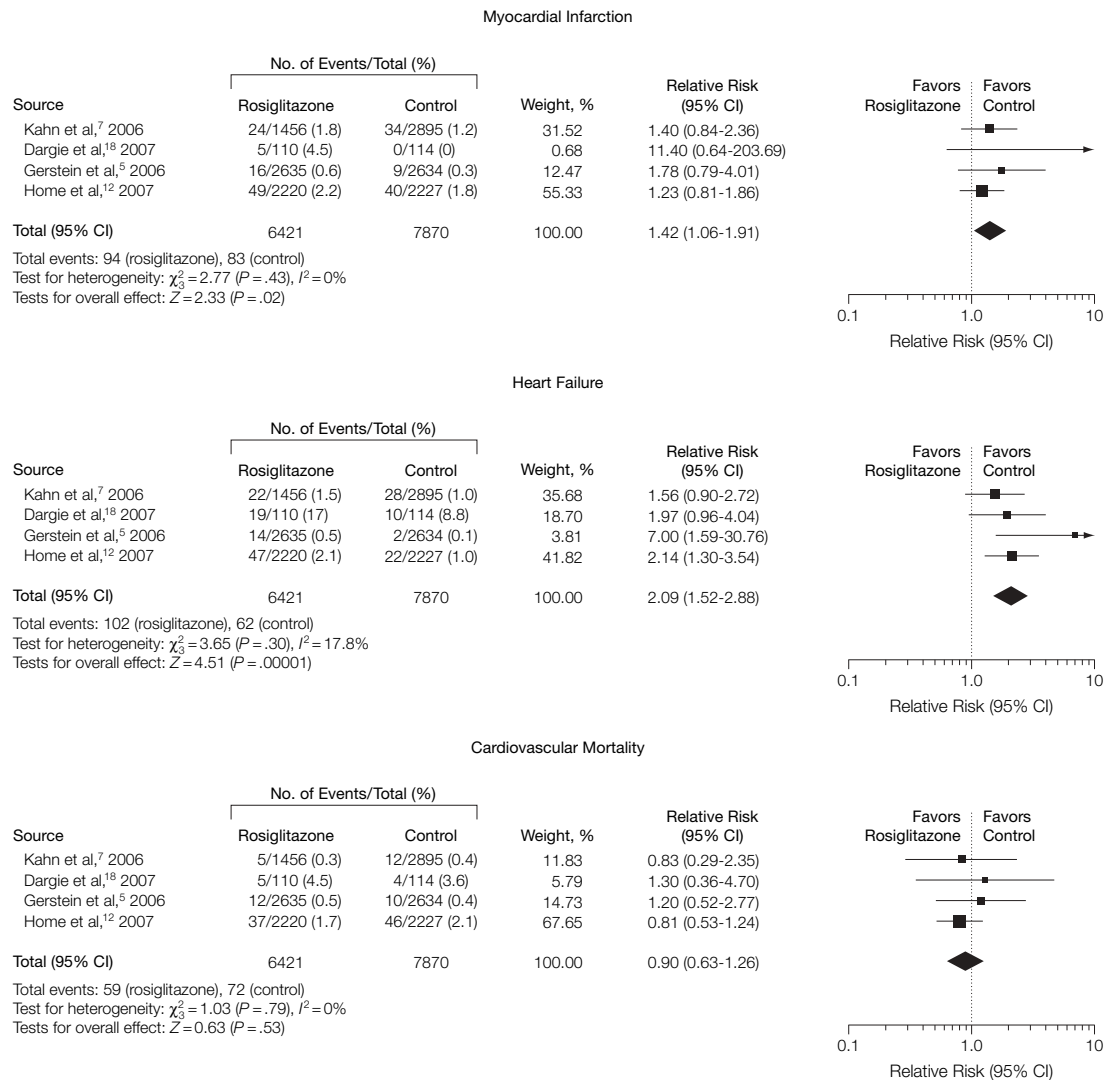 Myocardial Infarction
No. of Events/Total (%)
Source Rosiglitazone Control Weight, % Relative Risk (95% CI) Favors Rosiglitazone Favors Control
Kahn et al,7 2006 24/1456 (1.8) 34/2895 (1.2) 31.52 1.40 (0.84-2.36)
Dargie et al,18 2007 5/110 (4.5) 0/114 (0) 0.68 11.40 (0.64-203.69)
Gerstein et al,5 2006 16/2635 (0.6) 9/2634 (0.3) 12.47 1.78 (0.79-4.01)
Home et al,12 2007 49/2220 (2.2) 40/2227 (1.8) 55.33 1.23 (0.81-1.86)
Total (95% CI) 6421 7870 100.00 1.42 (1.06-1.91)
Total events: 94 (rosiglitazone), 83 (control)
Test for heterogeneity: χ²₃=2.77 (P=.43), I²=0%
Tests for overall effect: Z=2.33 (P=.02)
0.1 1.0 10
Relative Risk (95% CI)
Heart Failure
No. of Events/Total (%)
Source Rosiglitazone Control Weight, % Relative Risk (95% CI) Favors Rosiglitazone Favors Control
Kahn et al,7 2006 22/1456 (1.5) 28/2895 (1.0) 35.68 1.56 (0.90-2.72)
Dargie et al,18 2007 19/110 (17) 10/114 (8.8) 18.70 1.97 (0.96-4.04)
Gerstein et al,5 2006 14/2635 (0.5) 2/2634 (0.1) 3.81 7.00 (1.59-30.76)
Home et al,12 2007 47/2220 (2.1) 22/2227 (1.0) 41.82 2.14 (1.30-3.54)
Total (95% CI) 6421 7870 100.00 2.09 (1.52-2.88)
Total events: 102 (rosiglitazone), 62 (control)
Test for heterogeneity: χ²₃=3.65 (P=.30), I²=17.8%
Tests for overall effect: Z=4.51 (P=.00001)
0.1 1.0 10
Relative Risk (95% CI)
Cardiovascular Mortality
No. of Events/Total (%)
Source Rosiglitazone Control Weight, % Relative Risk (95% CI) Favors Rosiglitazone Favors Control
Kahn et al,7 2006 5/1456 (0.3) 12/2895 (0.4) 11.83 0.83 (0.29-2.35)
Dargie et al,18 2007 5/110 (4.5) 4/114 (3.6) 5.79 1.30 (0.36-4.70)
Gerstein et al,5 2006 12/2635 (0.5) 10/2634 (0.4) 14.73 1.20 (0.52-2.77)
Home et al,12 2007 37/2220 (1.7) 46/2227 (2.1) 67.65 0.81 (0.53-1.24)
Total (95% CI) 6421 7870 100.00 0.90 (0.63-1.26)
Total events: 59 (rosiglitazone), 72 (control)
Test for heterogeneity: χ²₃=1.03 (P=.79), I²=0%
Tests for overall effect: Z=0.63 (P=.53)
0.1 1.0 10
Relative Risk (95% CI)